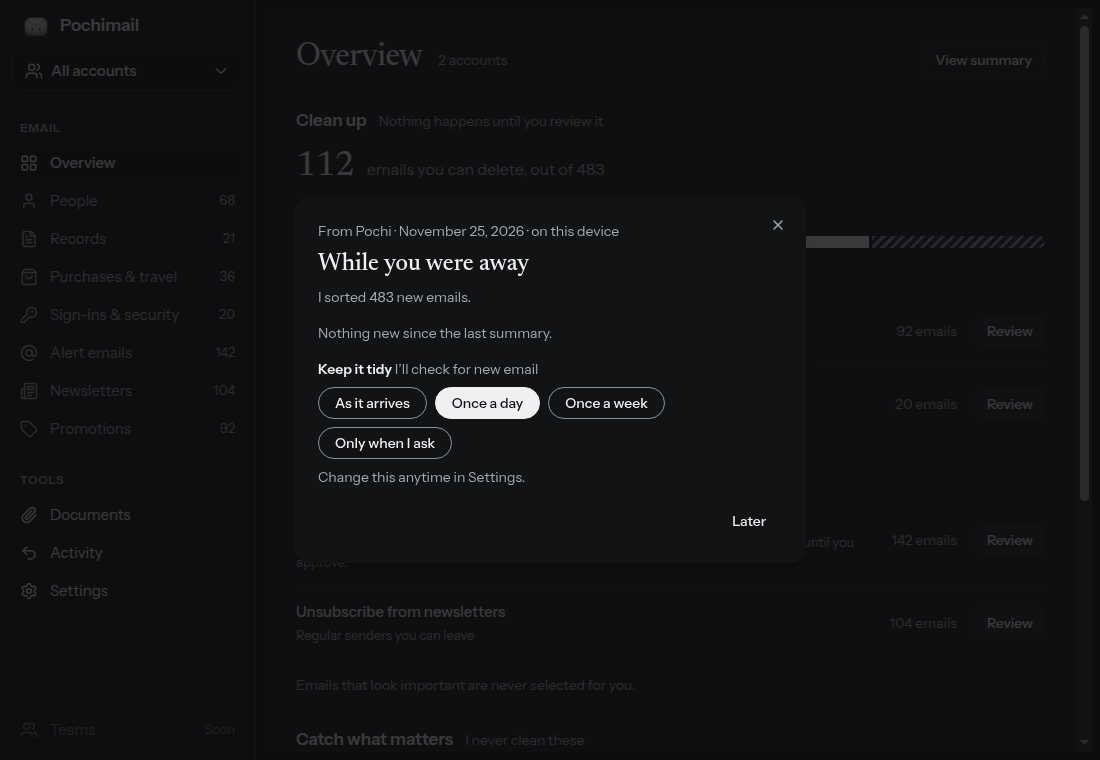 Pochimail
All accounts
EMAIL
Overview
People 68
Records 21
Purchases & travel 36
Sign-ins & security 20
Alert emails 142
Newsletters 104
Promotions 92
TOOLS
Documents
Activity
Settings
Teams Soon
Overview 2 accounts
View summary
Clean up Nothing happens until you review it
112 emails you can delete, out of 483
From Pochi · November 25, 2026 · on this device
While you were away
I sorted 483 new emails.
Nothing new since the last summary.
Keep it tidy I'll check for new email
As it arrives Once a day Once a week
Only when I ask
Change this anytime in Settings.
Later
92 emails Review
20 emails Review
until you
approve.
142 emails Review
Unsubscribe from newsletters
Regular senders you can leave
104 emails Review
Emails that look important are never selected for you.
Catch what matters I never clean these